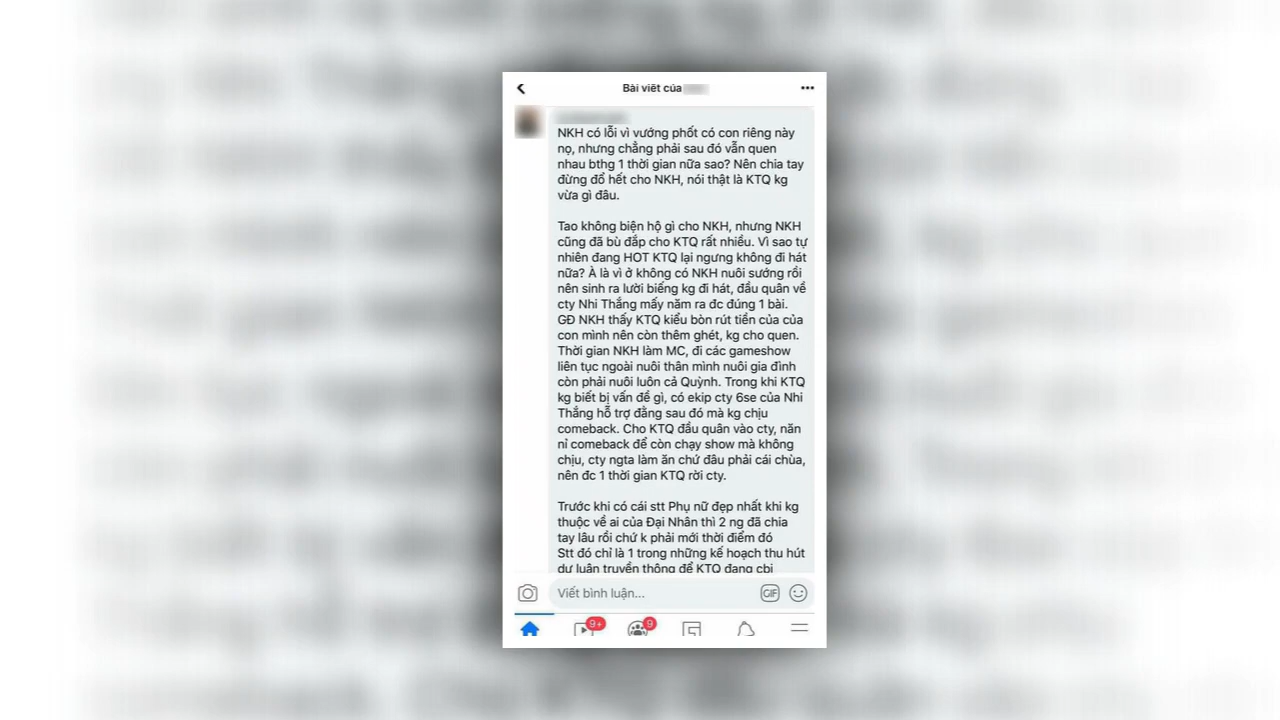 Bài viết của
NKH có lỗi vì vướng phốt có con riêng này
nọ, nhưng chẳng phải sau đó vẫn quen
nhau bthg 1 thời gian nữa sao? Nên chia tay
đừng đổ hết cho NKH, nói thật là KTQ kg
vừa gì đâu.
Tao không biện hộ gì cho NKH, nhưng NKH
cũng đã bù đắp cho KTQ rất nhiều. Vì sao tự
nhiên đang HOT KTQ lại ngưng không đi hát
nữa? À là vì ở không có NKH nuôi sướng rồi
nên sinh ra lười biếng kg đi hát, đầu quân về
cty Nhi Thắng mấy năm ra đc đúng 1 bài.
GĐ NKH thấy KTQ kiểu bòn rút tiền của của
con mình nên còn thêm ghét, kg cho quen.
Thời gian NKH làm MC, đi các gameshow
liên tục ngoài nuôi thân mình nuôi gia đình
còn phải nuôi luôn cả Quỳnh. Trong khi KTQ
kg biết bị vấn đề gì, có ekip cty 6se của Nhi
Thắng hỗ trợ đằng sau đó mà kg chịu
comeback. Cho KTQ đầu quân vào cty, năn
nỉ comeback để còn chạy show mà không
chịu, cty ngta làm ăn chứ đâu phải cái chùa,
nên đc 1 thời gian KTQ rời cty.
Trước khi có cái stt Phụ nữ đẹp nhất khi kg
thuộc về ai của Đại Nhân thì 2 ng đã chia
tay lâu rồi chứ k phải mới thời điểm đó
Stt đó chỉ là 1 trong những kế hoạch thu hút
dư luận truyền thông để KTQ đang cbị
Viết bình luận...
GIF
9+
9